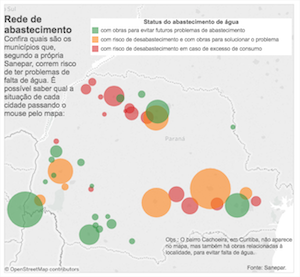 Rede de
abastecimento
Confira quais são os
municípios que,
segundo a própria
Sanepar, correm risco
de ter problemas de
falta de água. É
possível saber qual a
situação de cada
cidade passando o
mouse pelo mapa:
Status do abastecimento de água
com obras para evitar futuros problemas de abastecimento
com risco de desabastecimento e com obras para solucionar o problema
com risco de desabastecimento em caso de excesso de consumo
Paraná
Obs.: O bairro Cachoeira, em Curitiba, não aparece
no mapa, mas também há obras relacionadas à
localidade, para evitar falta de água.
© OpenStreetMap contributors
Fonte: Sanepar.